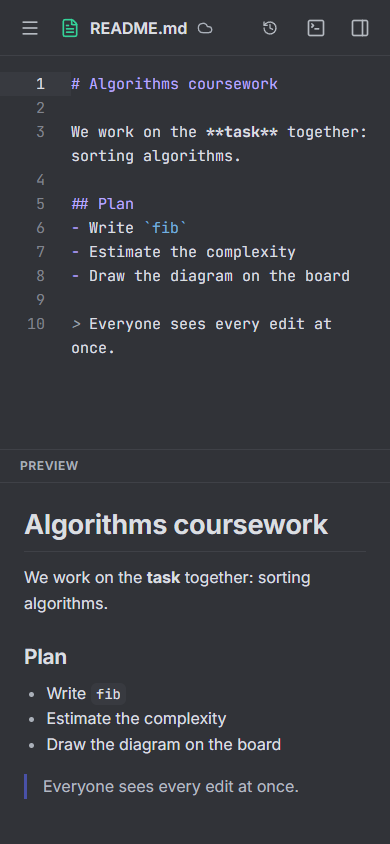 README.md
1 # Algorithms coursework
2
3 We work on the **task** together:
sorting algorithms.
4
5 ## Plan
6 - Write `fib`
7 - Estimate the complexity
8 - Draw the diagram on the board
9
10 > Everyone sees every edit at
once.
PREVIEW
Algorithms coursework
We work on the task together: sorting
algorithms.
Plan
• Write fib
• Estimate the complexity
• Draw the diagram on the board
Everyone sees every edit at once.